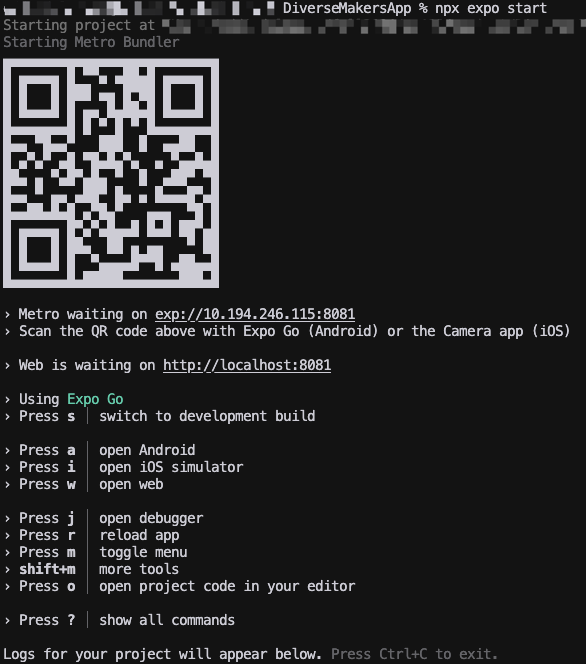 DiverseMakersApp % npx expo start
Starting project at
Starting Metro Bundler
› Metro waiting on exp://10.194.246.115:8081
› Scan the QR code above with Expo Go (Android) or the Camera app (iOS)
› Web is waiting on http://localhost:8081
› Using Expo Go
› Press s │ switch to development build
› Press a │ open Android
› Press i │ open iOS simulator
› Press w │ open web
› Press j │ open debugger
› Press r │ reload app
› Press m │ toggle menu
› shift+m │ more tools
› Press o │ open project code in your editor
› Press ? │ show all commands
Logs for your project will appear below. Press Ctrl+C to exit.